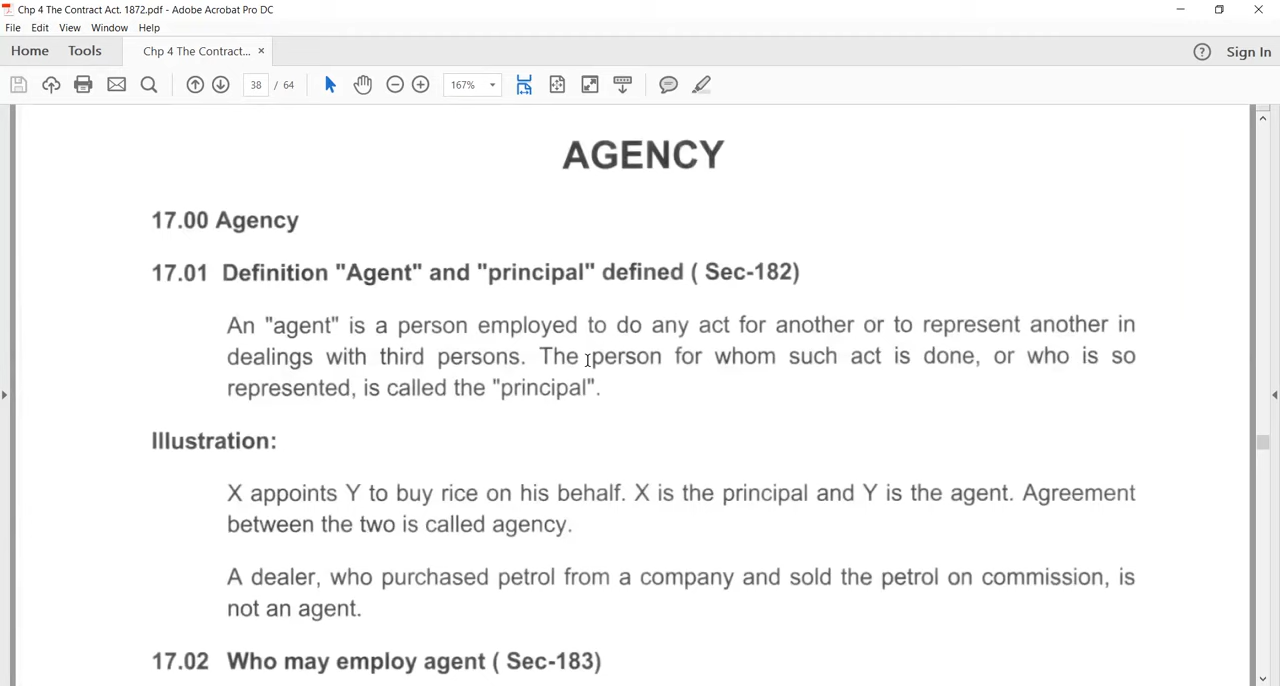 Chp 4 The Contract Act. 1872.pdf - Adobe Acrobat Pro DC
File Edit View Window Help
Home Tools Chp 4 The Contract... × Sign In
38 / 64 167%
AGENCY
17.00 Agency
17.01 Definition "Agent" and "principal" defined ( Sec-182)
An "agent" is a person employed to do any act for another or to represent another in
dealings with third persons. The person for whom such act is done, or who is so
represented, is called the "principal".
Illustration:
X appoints Y to buy rice on his behalf. X is the principal and Y is the agent. Agreement
between the two is called agency.
A dealer, who purchased petrol from a company and sold the petrol on commission, is
not an agent.
17.02 Who may employ agent ( Sec-183)